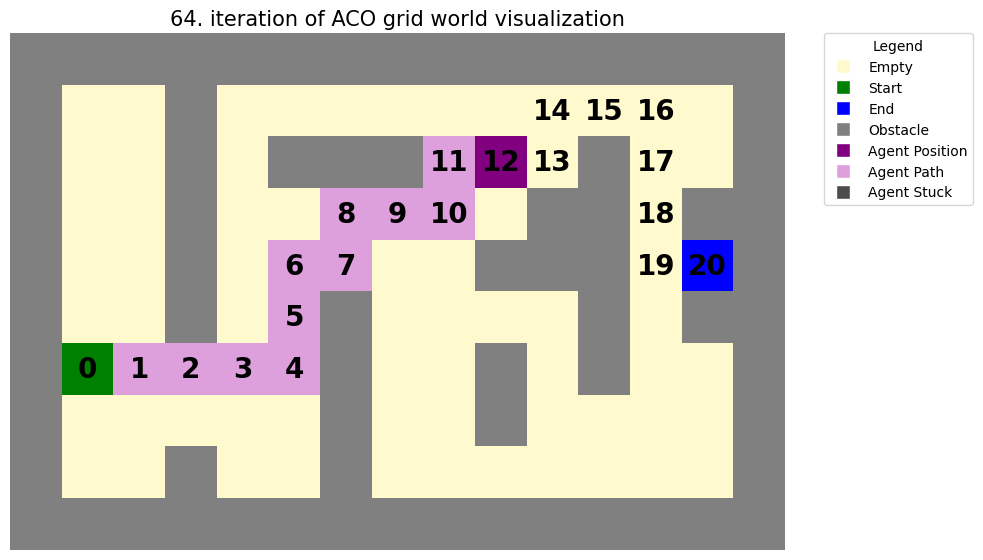 64. iteration of ACO grid world visualization
Legend
Empty
Start
End
Obstacle
Agent Position
Agent Path
Agent Stuck
14 15 16
11 12 13 17
8 9 10 18
6 7 19 20
5
0 1 2 3 4